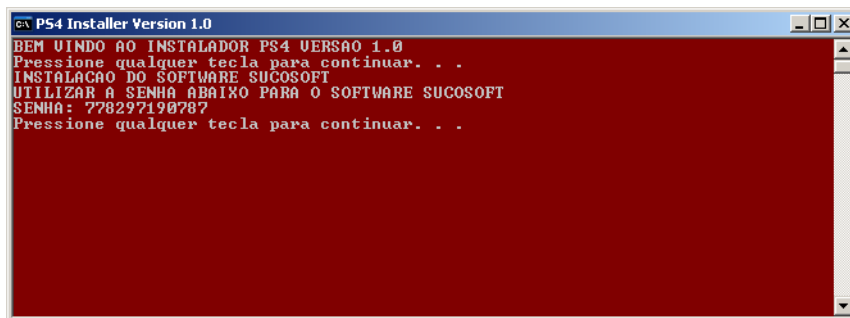 PS4 Installer Version 1.0
BEM VINDO AO INSTALADOR PS4 VERSAO 1.0
Pressione qualquer tecla para continuar. . .
INSTALACAO DO SOFTWARE SUCOSOFT
UTILIZAR A SENHA ABAIXO PARA O SOFTWARE SUCOSOFT
SENHA: 778297190787
Pressione qualquer tecla para continuar. . .